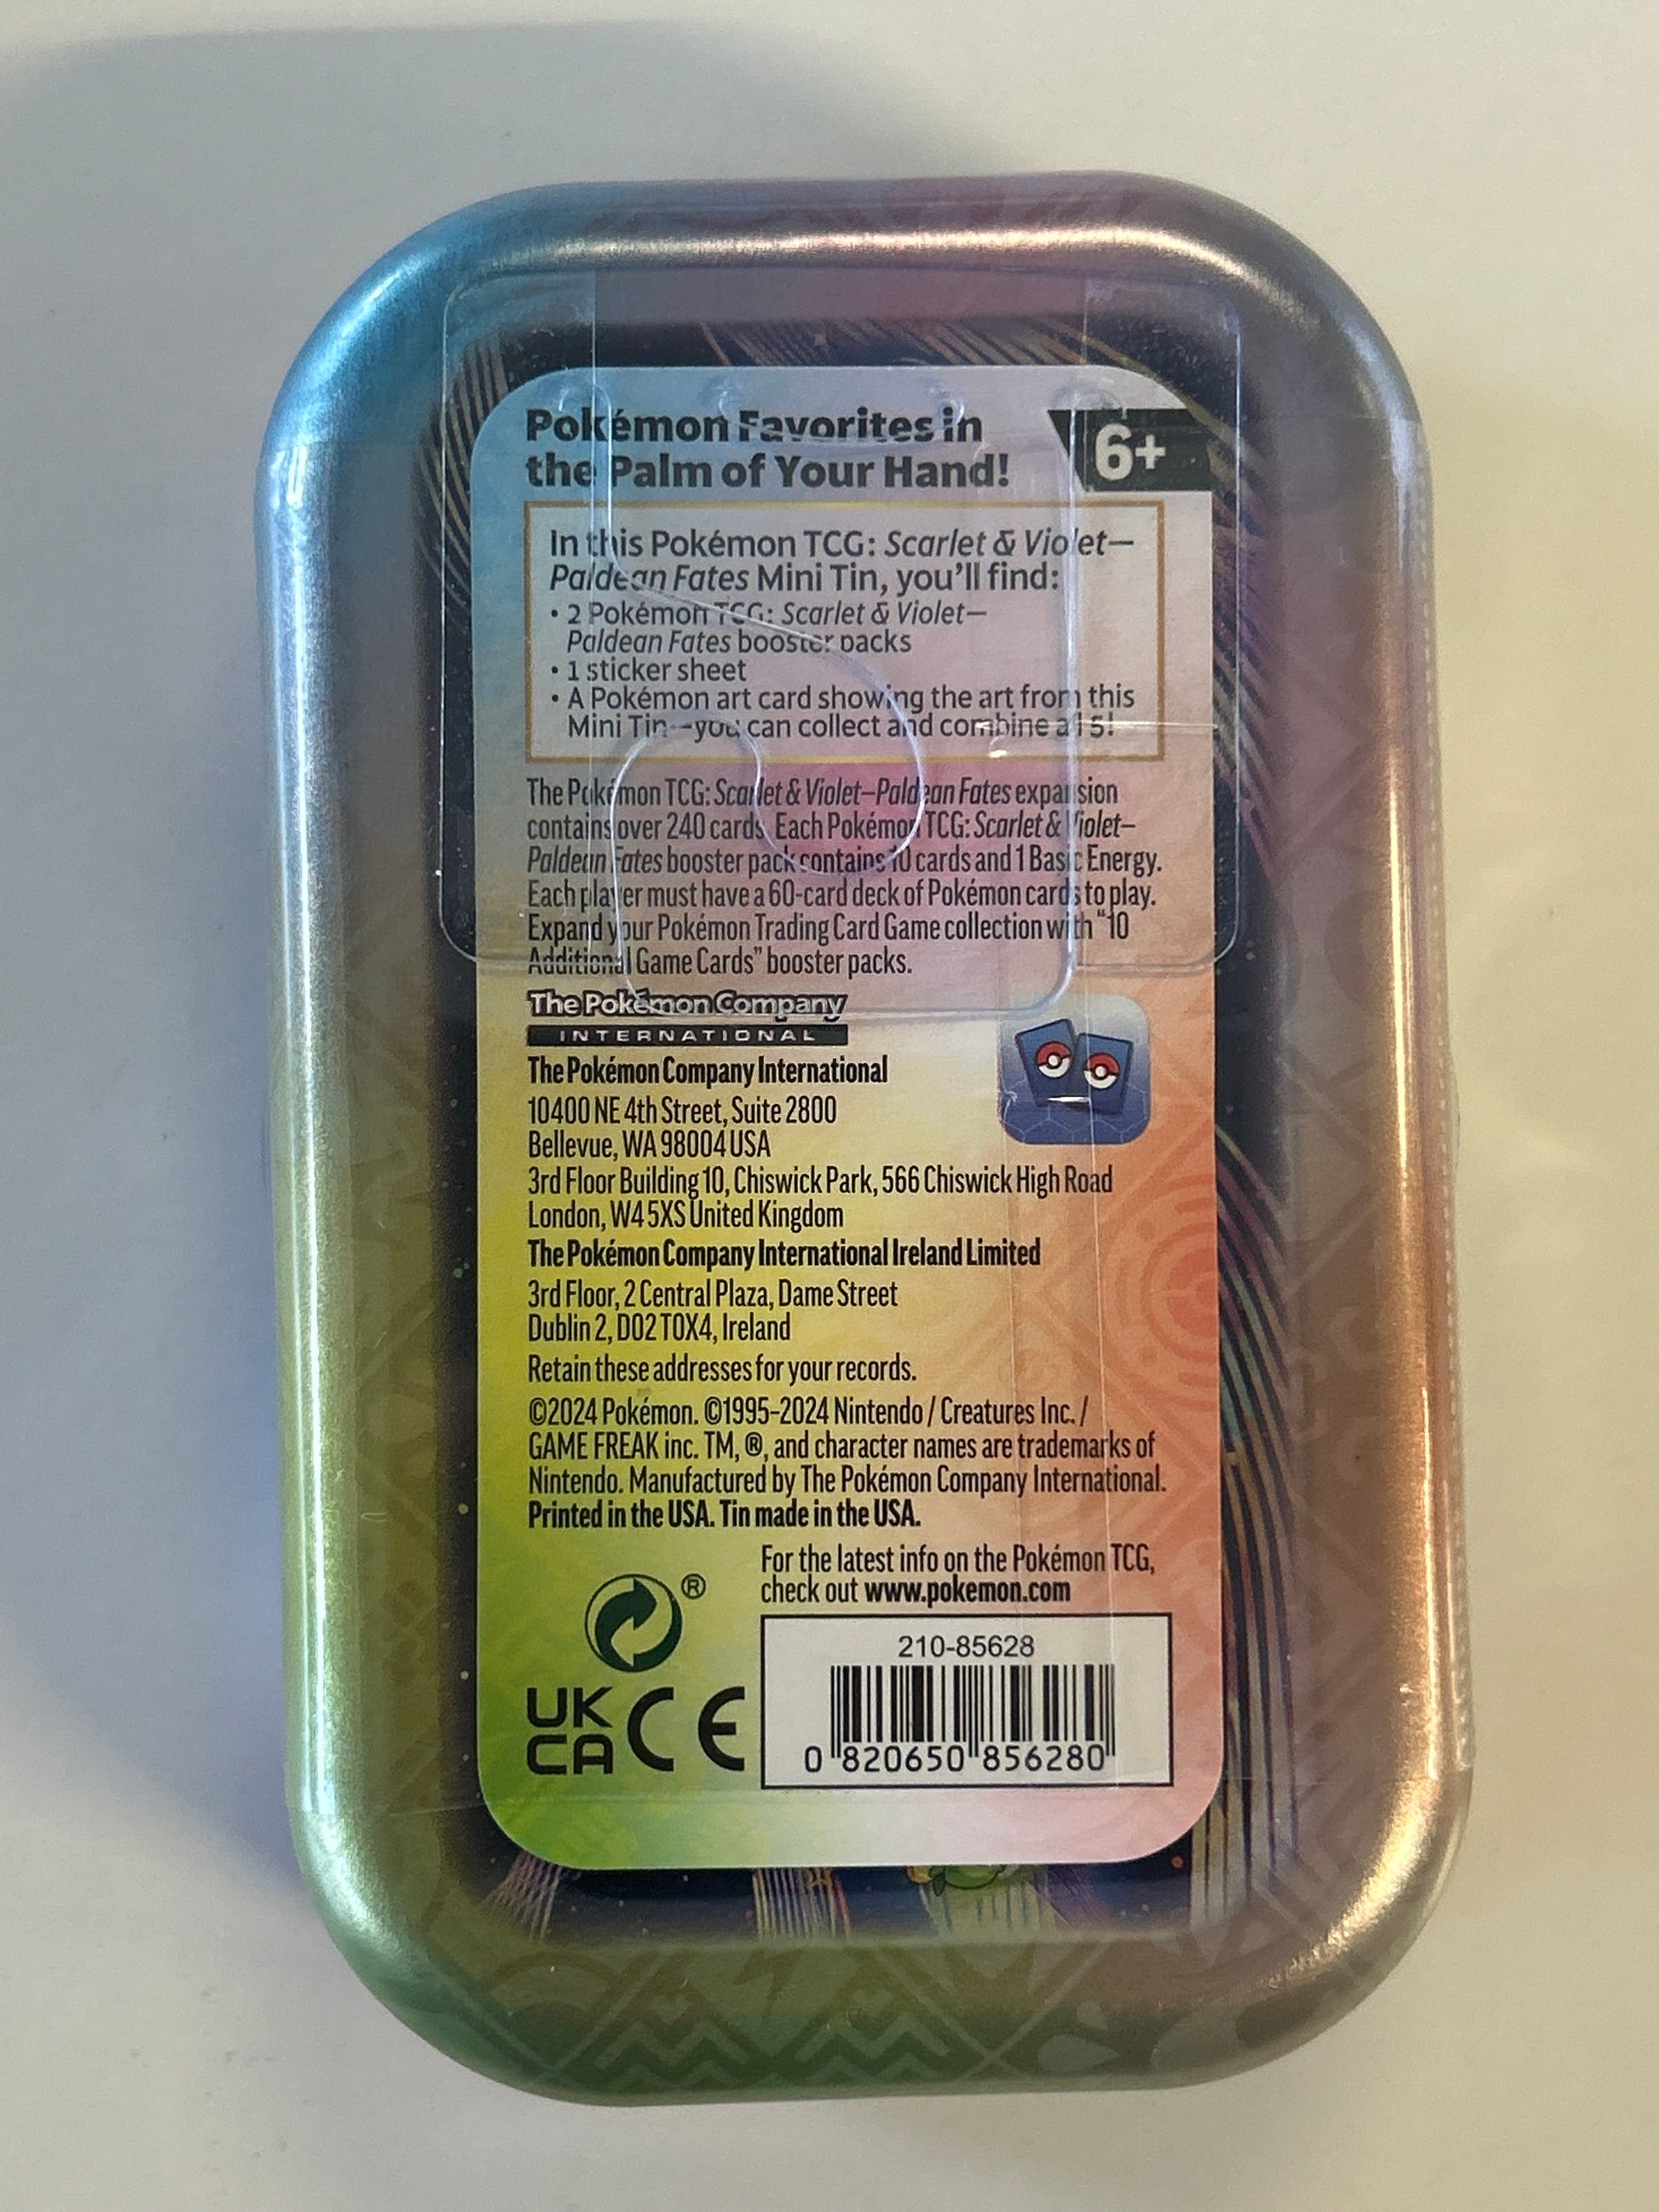 Pokémon Favorites in
the Palm of Your Hand!
6+
In this Pokémon TCG: Scarlet & Violet—
Paldean Fates Mini Tin, you'll find:
• 2 Pokémon TCG: Scarlet & Violet—
Paldean Fates booster packs
• 1 sticker sheet
• A Pokémon art card showing the art from this
Mini Tin—you can collect and combine all 5!
The Pokémon TCG: Scarlet & Violet—Paldean Fates expansion
contains over 240 cards. Each Pokémon TCG: Scarlet & Violet—
Paldean Fates booster pack contains 10 cards and 1 Basic Energy.
Each player must have a 60-card deck of Pokémon cards to play.
Expand your Pokémon Trading Card Game collection with "10
Additional Game Cards" booster packs.
The Pokémon Company
INTERNATIONAL
The Pokémon Company International
10400 NE 4th Street, Suite 2800
Bellevue, WA 98004 USA
3rd Floor Building 10, Chiswick Park, 566 Chiswick High Road
London, W4 5XS United Kingdom
The Pokémon Company International Ireland Limited
3rd Floor, 2 Central Plaza, Dame Street
Dublin 2, D02 T0X4, Ireland
Retain these addresses for your records.
©2024 Pokémon. ©1995–2024 Nintendo / Creatures Inc. /
GAME FREAK inc. TM, ®, and character names are trademarks of
Nintendo. Manufactured by The Pokémon Company International.
Printed in the USA. Tin made in the USA.
For the latest info on the Pokémon TCG,
check out www.pokemon.com
®
UK
CA CE
210-85628
0 820650 856280